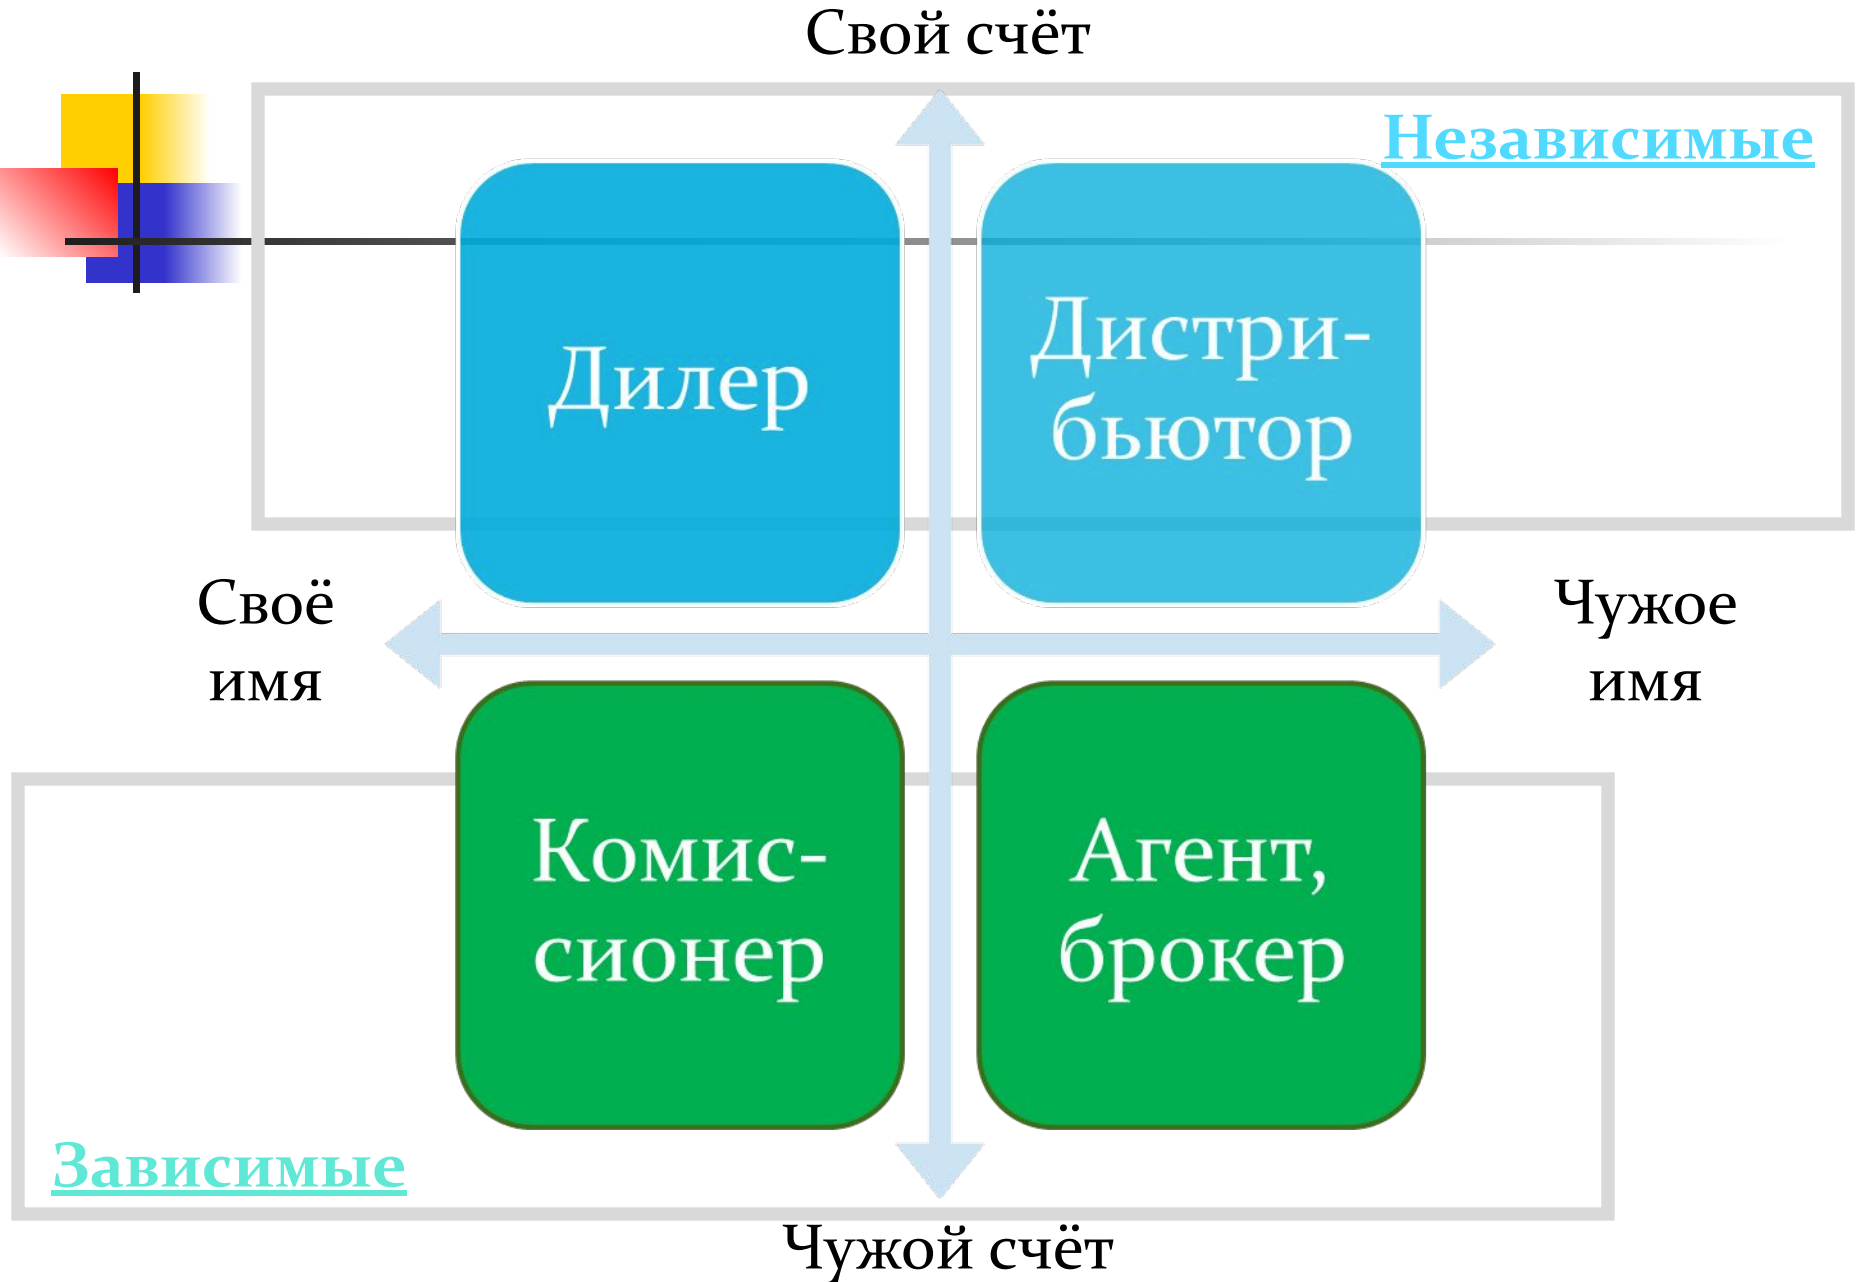 Свой счёт
Независимые
Дилер
Дистри-
бьютор
Своё
имя
Чужое
имя
Комис-
сионер
Агент,
брокер
Зависимые
Чужой счёт